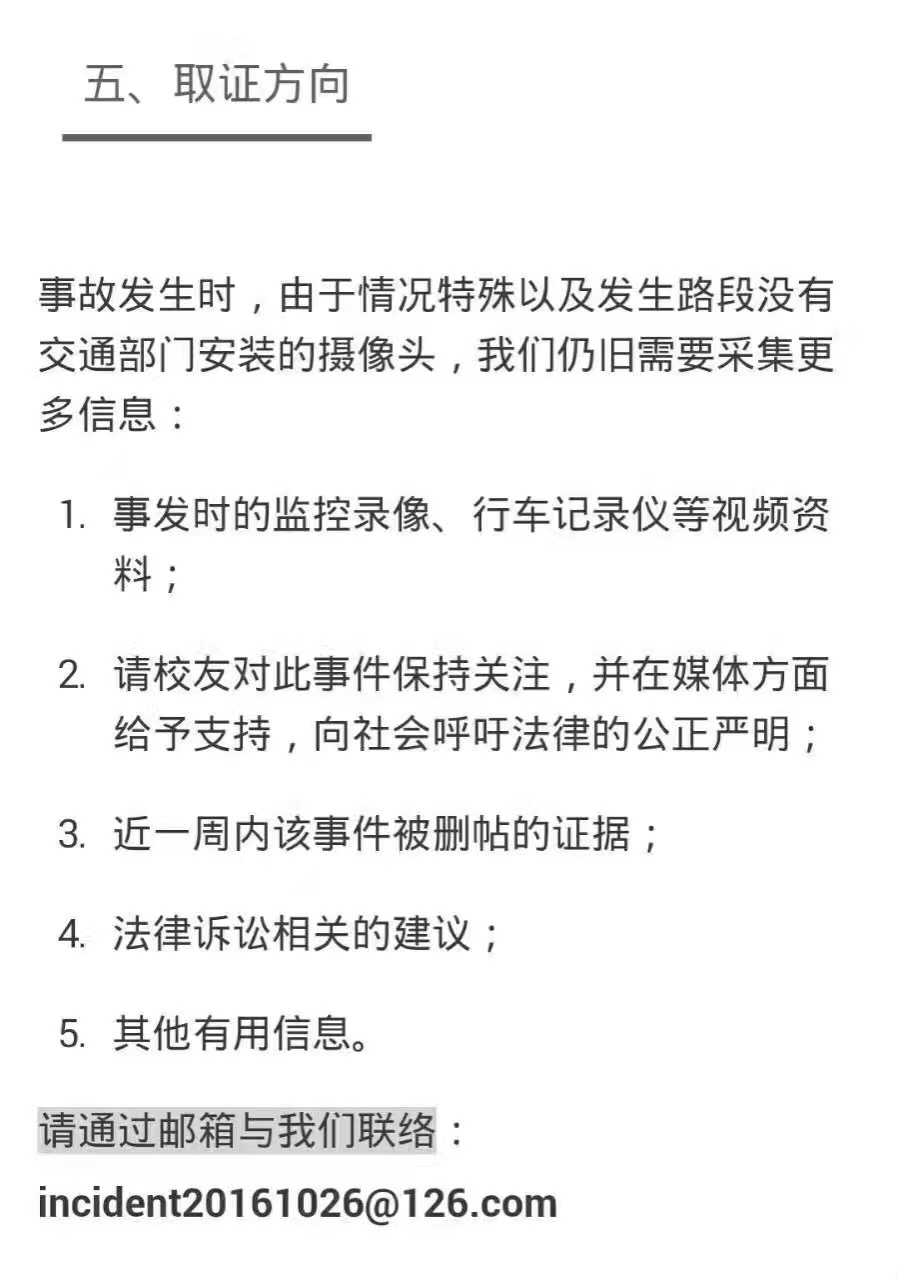 五、取证方向
事故发生时，由于情况特殊以及发生路段没有
交通部门安装的摄像头，我们仍旧需要采集更
多信息：
1. 事发时的监控录像、行车记录仪等视频资
料；
2. 请校友对此事件保持关注，并在媒体方面
给予支持，向社会呼吁法律的公正严明；
3. 近一周内该事件被删帖的证据；
4. 法律诉讼相关的建议；
5. 其他有用信息。
请通过邮箱与我们联络：
incident20161026@126.com